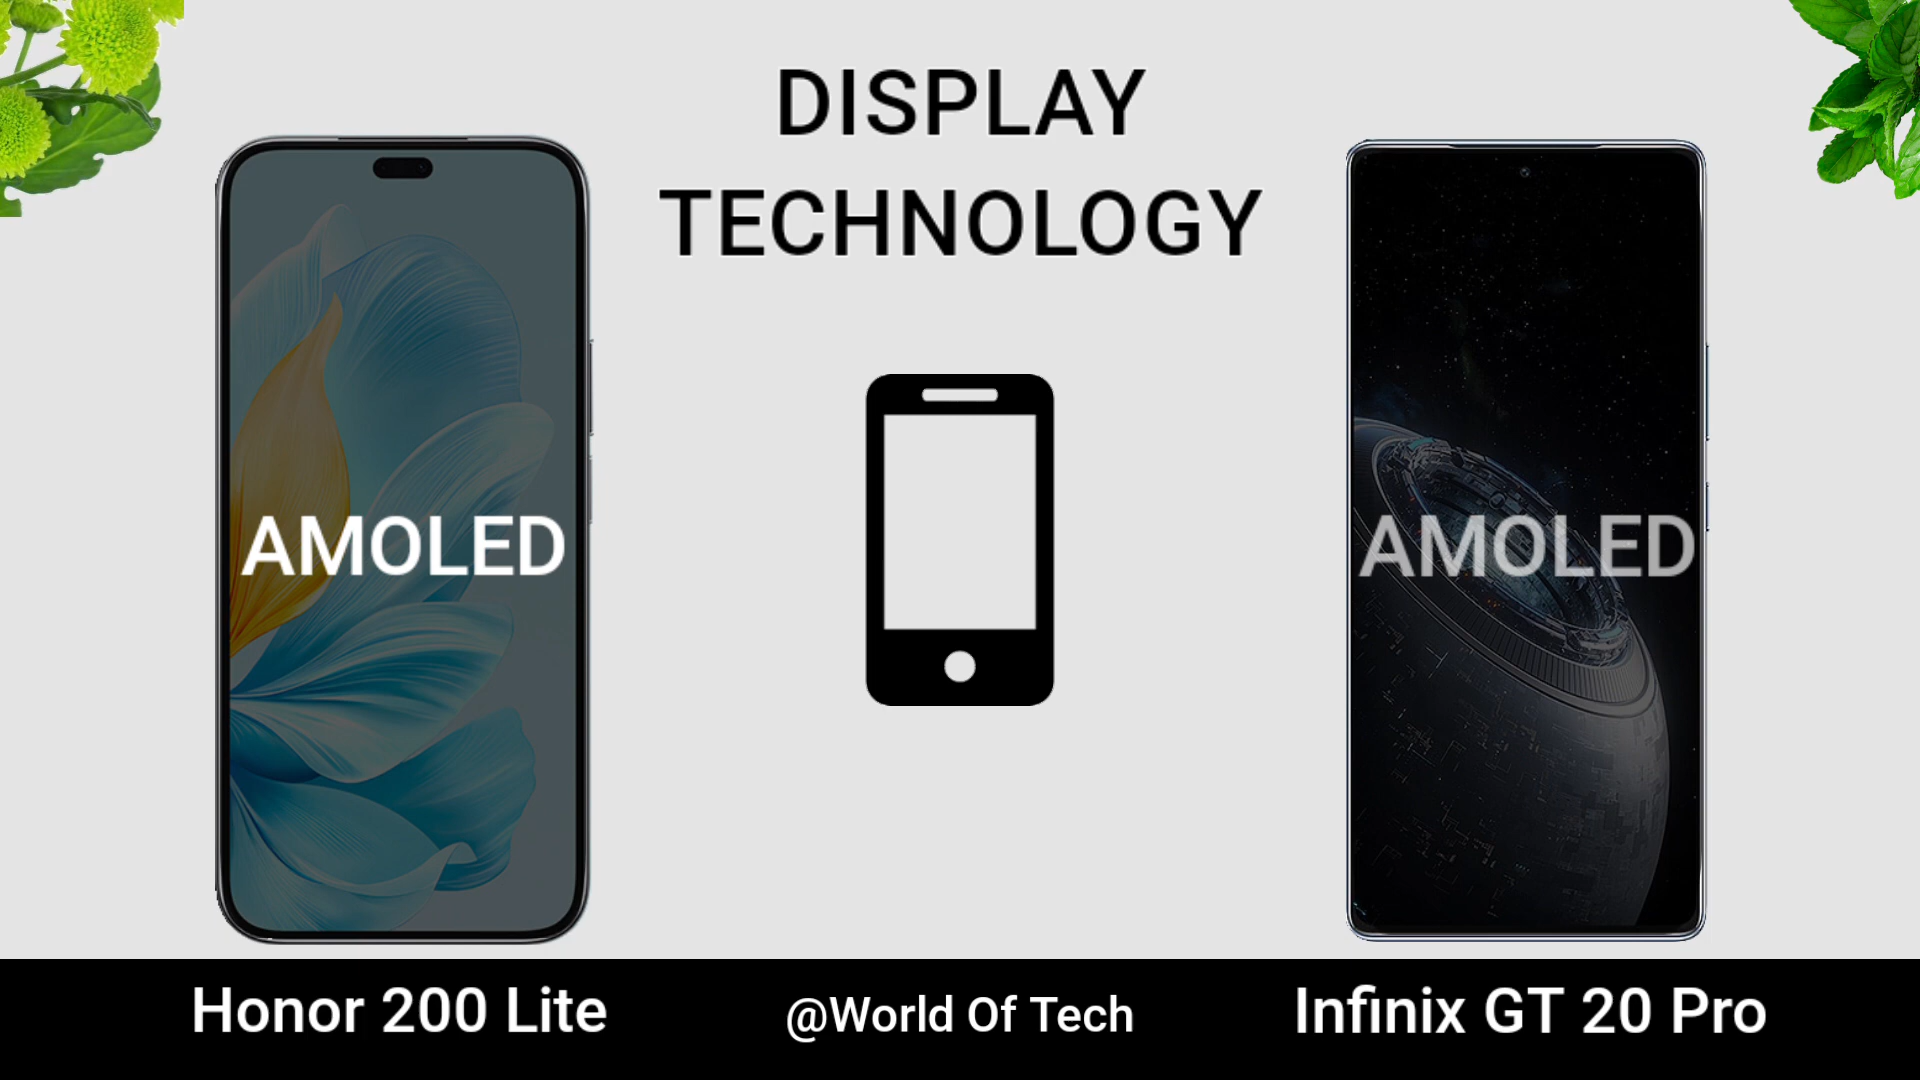 DISPLAY
TECHNOLOGY
AMOLED
AMOLED
Honor 200 Lite
@World Of Tech
Infinix GT 20 Pro